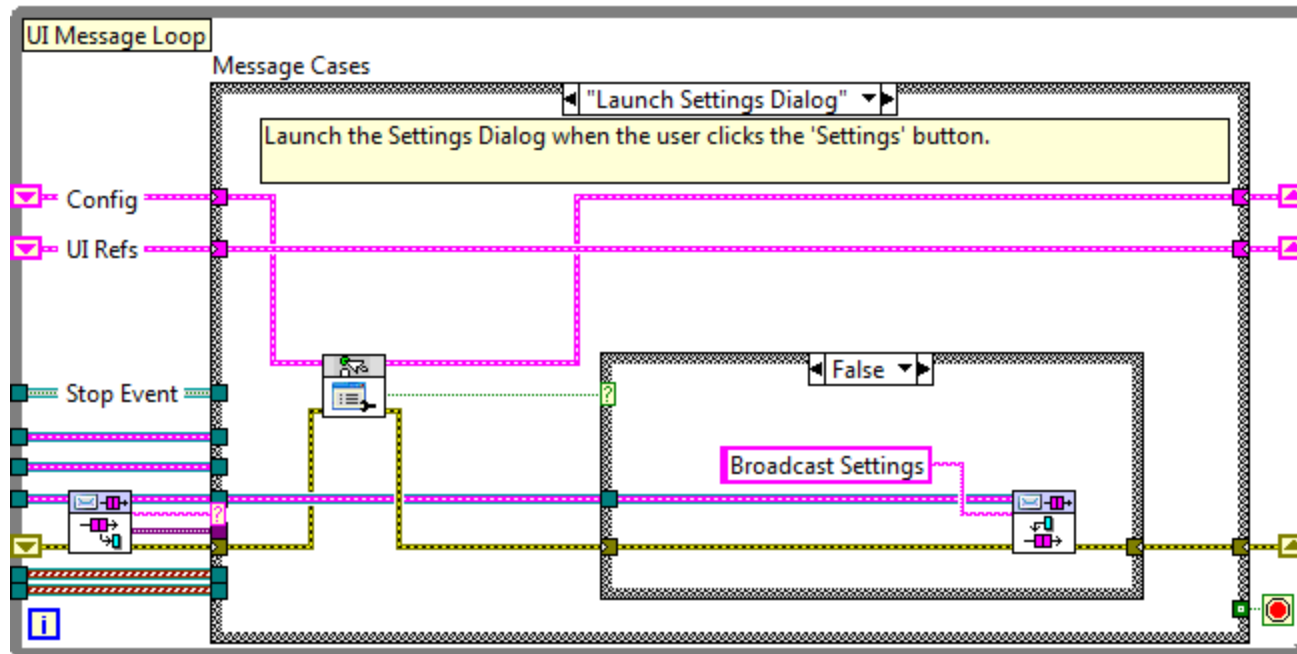 UI Message Loop
Message Cases
"Launch Settings Dialog"
Launch the Settings Dialog when the user clicks the 'Settings' button.
Config
UI Refs
False
Stop Event
Broadcast Settings
?
?
i